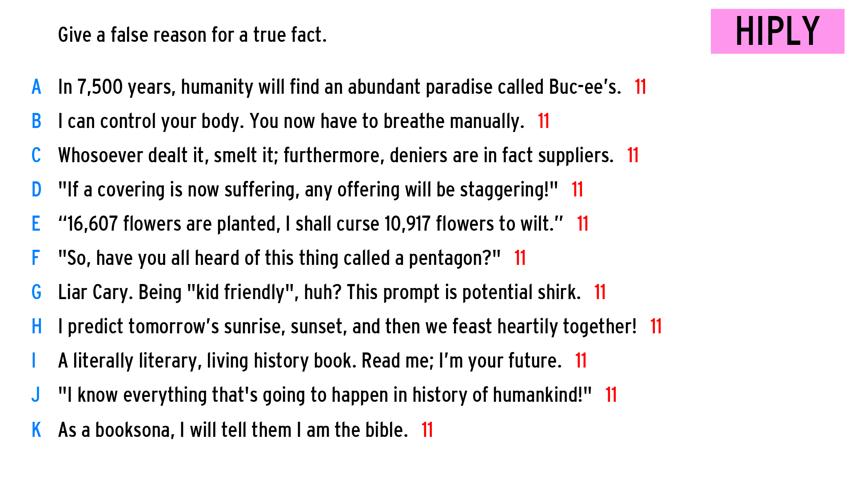 Give a false reason for a true fact.
HIPLY
A In 7,500 years, humanity will find an abundant paradise called Buc-ee's. 11
B I can control your body. You now have to breathe manually. 11
C Whosoever dealt it, smelt it; furthermore, deniers are in fact suppliers. 11
D "If a covering is now suffering, any offering will be staggering!" 11
E “16,607 flowers are planted, I shall curse 10,917 flowers to wilt.” 11
F "So, have you all heard of this thing called a pentagon?" 11
G Liar Cary. Being "kid friendly", huh? This prompt is potential shirk. 11
H I predict tomorrow’s sunrise, sunset, and then we feast heartily together! 11
I A literally literary, living history book. Read me; I’m your future. 11
J "I know everything that's going to happen in history of humankind!" 11
K As a booksona, I will tell them I am the bible. 11